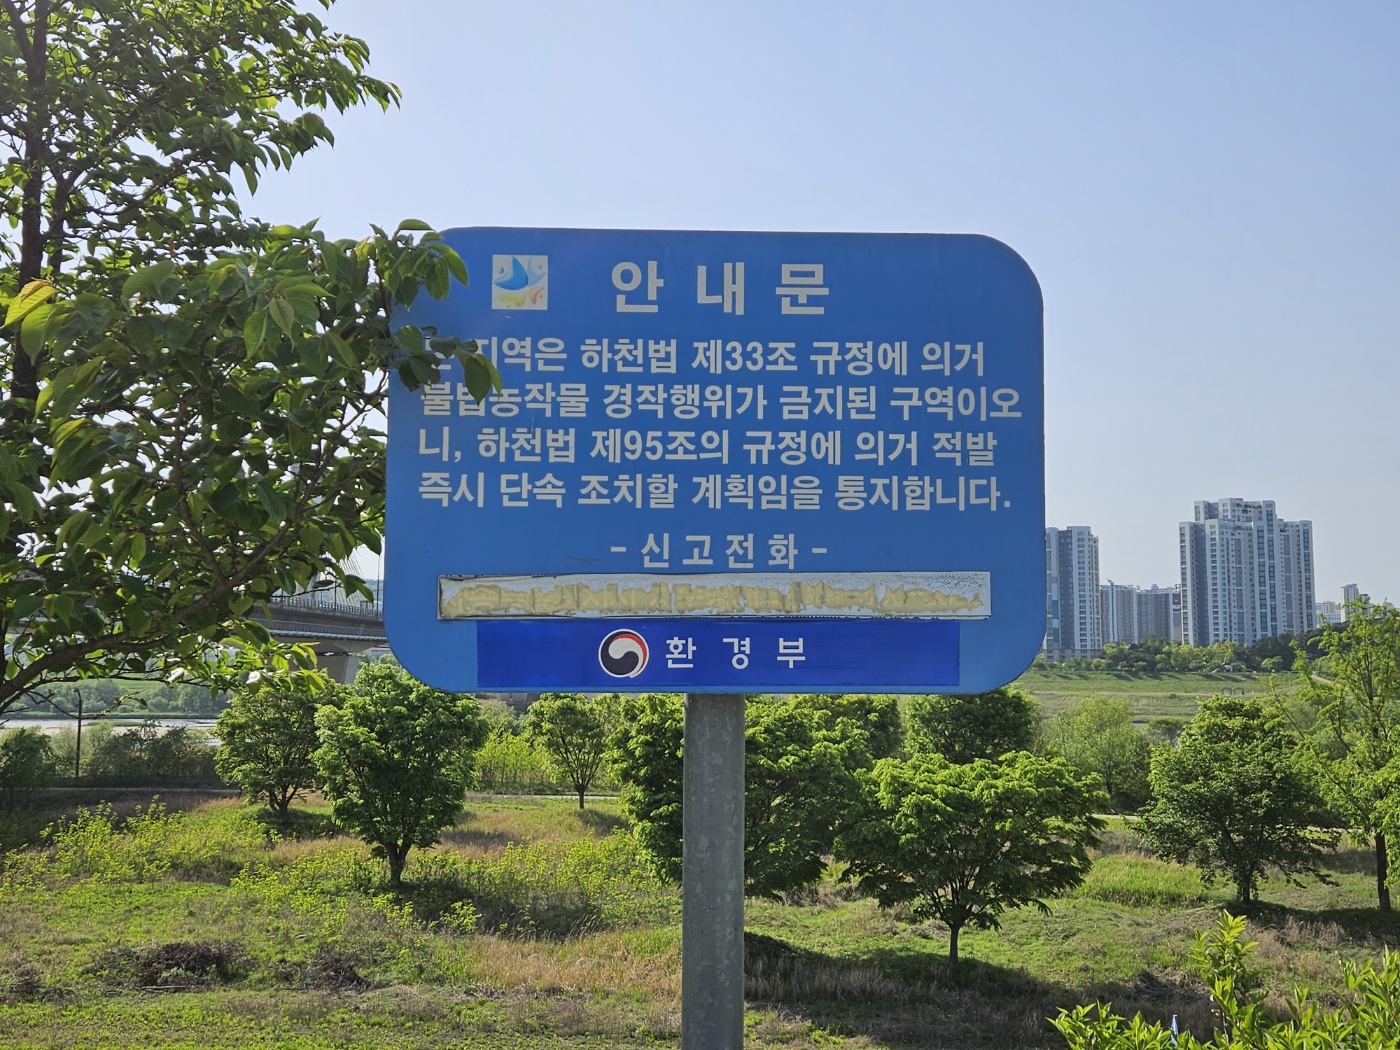 안내문
지역은 하천법 제33조 규정에 의거
불법농작물 경작행위가 금지된 구역이오
니, 하천법 제95조의 규정에 의거 적발
즉시 단속 조치할 계획임을 통지합니다.
- 신고전화 -
환경부